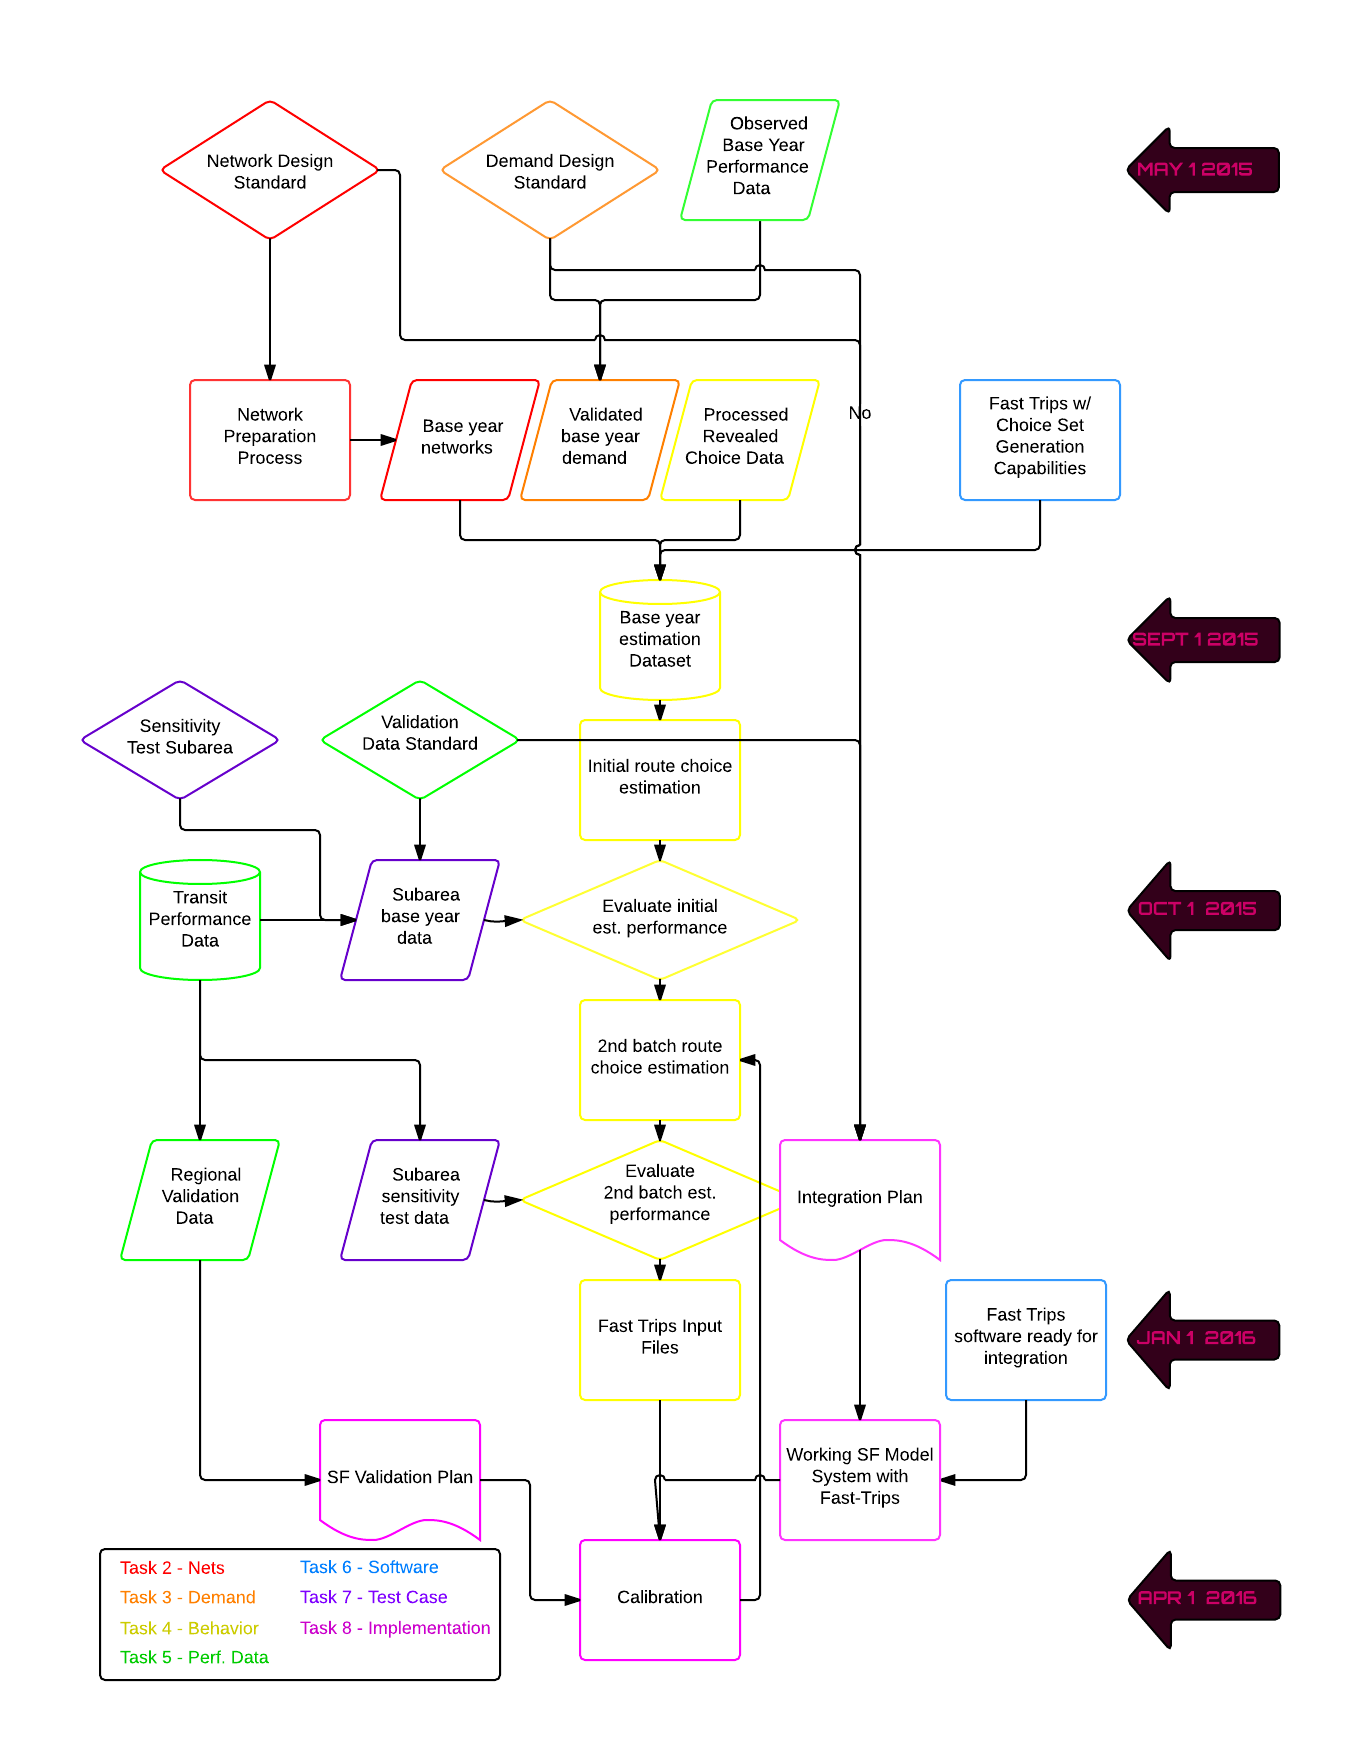 Network Design
Standard
Demand Design
Standard
Observed
Base Year
Performance
Data
MAY 1 2015
Network
Preparation
Process
Base year
networks
Validated
base year
demand
Processed
Revealed
Choice Data
No
Fast Trips w/
Choice Set
Generation
Capabilities
Base year
estimation
Dataset
SEPT 1 2015
Sensitivity
Test Subarea
Validation
Data Standard
Initial route choice
estimation
Transit
Performance
Data
Subarea
base year
data
Evaluate initial
est. performance
OCT 1 2015
2nd batch route
choice estimation
Regional
Validation
Data
Subarea
sensitivity
test data
Evaluate
2nd batch est.
performance
Integration Plan
Fast Trips Input
Files
Fast Trips
software ready for
integration
JAN 1 2016
SF Validation Plan
Working SF Model
System with
Fast-Trips
Calibration
APR 1 2016
Task 2 - Nets
Task 3 - Demand
Task 4 - Behavior
Task 5 - Perf. Data
Task 6 - Software
Task 7 - Test Case
Task 8 - Implementation